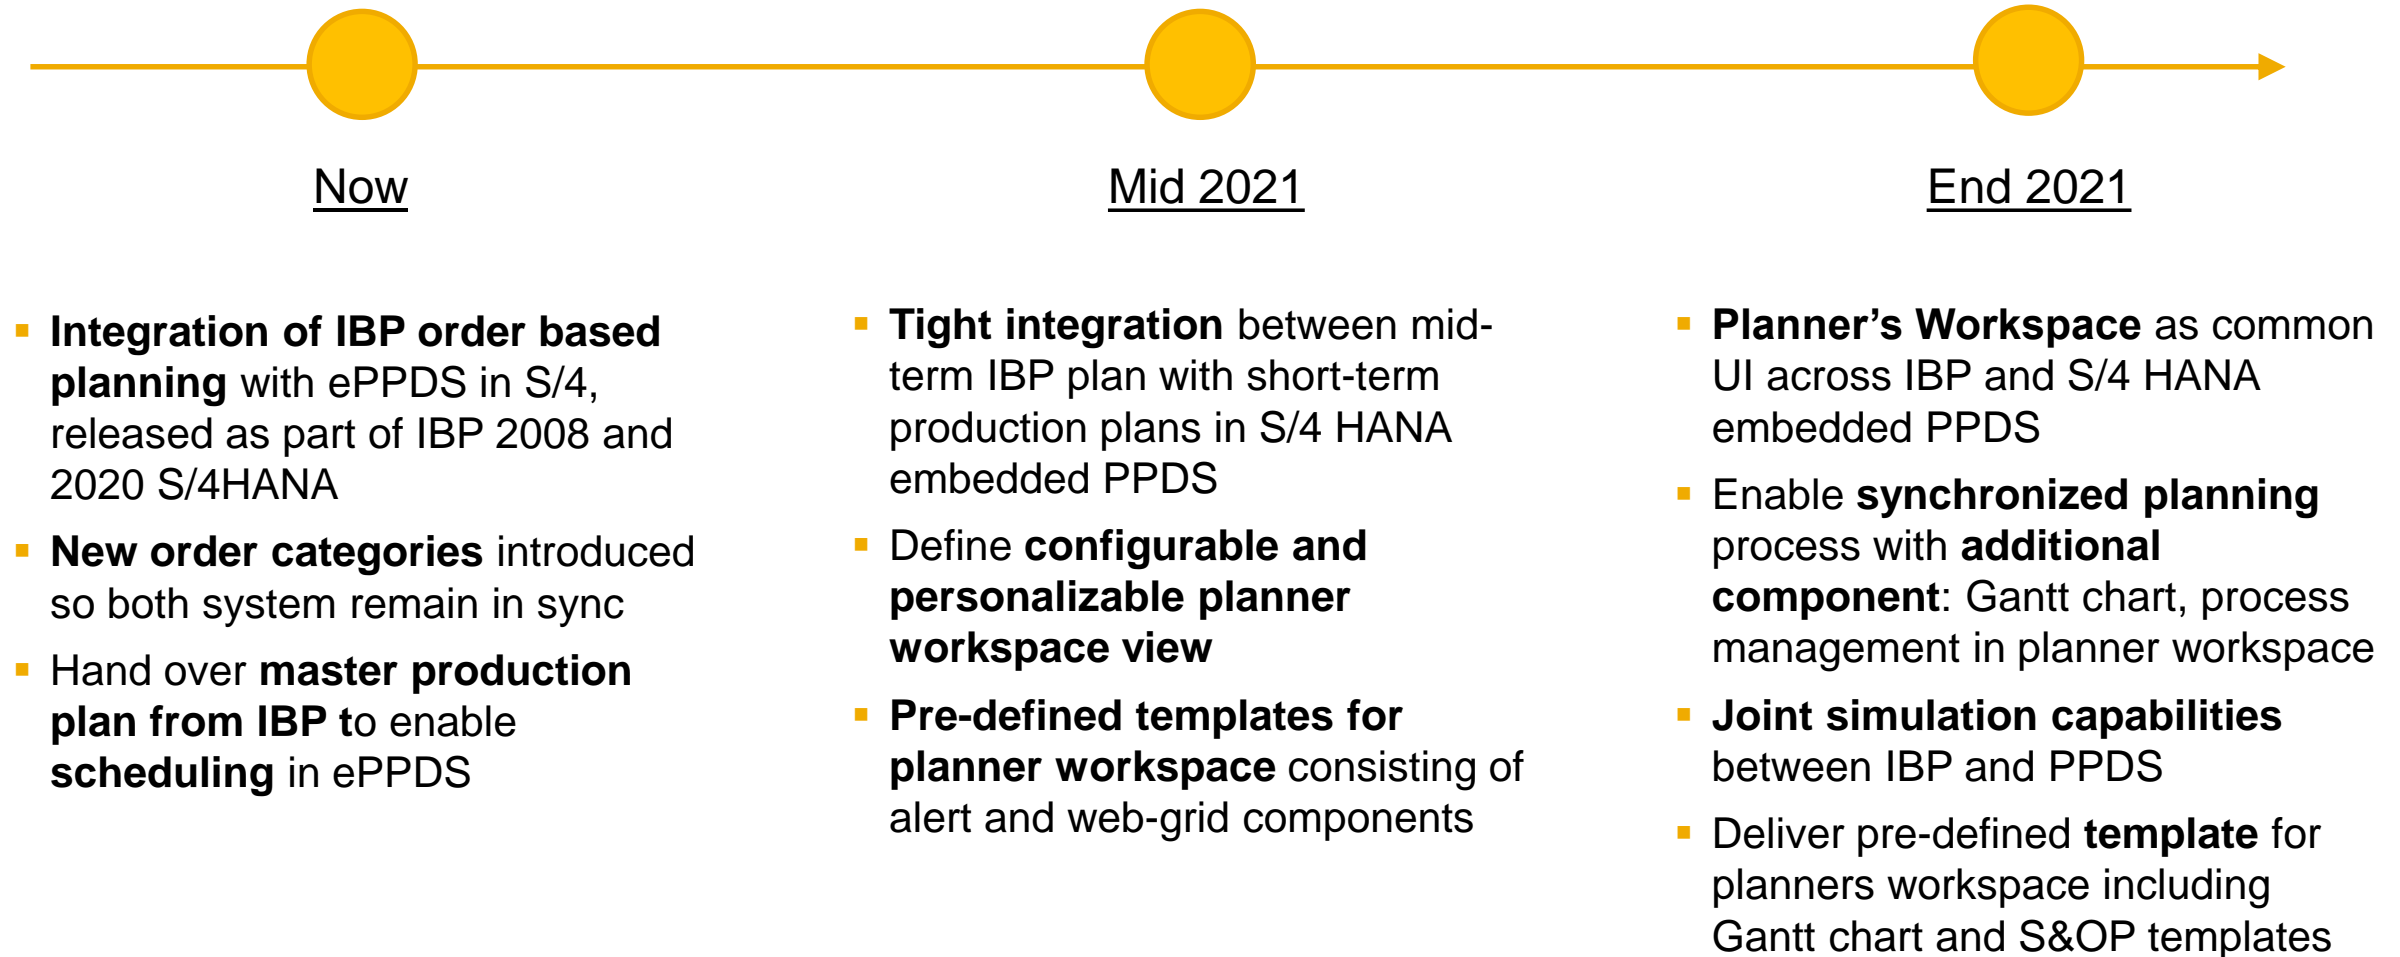 Now
Mid 2021
End 2021
▪ Integration of IBP order based
planning with ePPDS in S/4,
released as part of IBP 2008 and
2020 S/4HANA
▪ New order categories introduced
so both system remain in sync
▪ Hand over master production
plan from IBP to enable
scheduling in ePPDS
▪ Tight integration between mid-
term IBP plan with short-term
production plans in S/4 HANA
embedded PPDS
▪ Define configurable and
personalizable planner
workspace view
▪ Pre-defined templates for
planner workspace consisting of
alert and web-grid components
▪ Planner’s Workspace as common
UI across IBP and S/4 HANA
embedded PPDS
▪ Enable synchronized planning
process with additional
component: Gantt chart, process
management in planner workspace
▪ Joint simulation capabilities
between IBP and PPDS
▪ Deliver pre-defined template for
planners workspace including
Gantt chart and S&OP templates